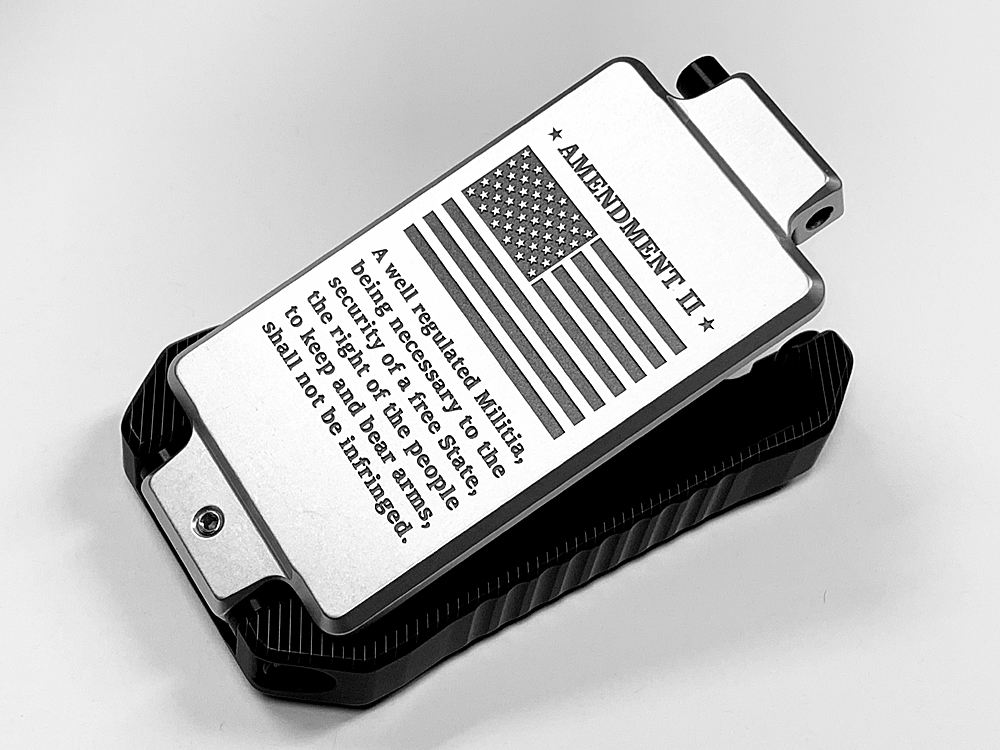 ★ AMENDMENT II ★
A well regulated Militia,
being necessary to the
security of a free State,
the right of the people
to keep and bear arms,
shall not be infringed.